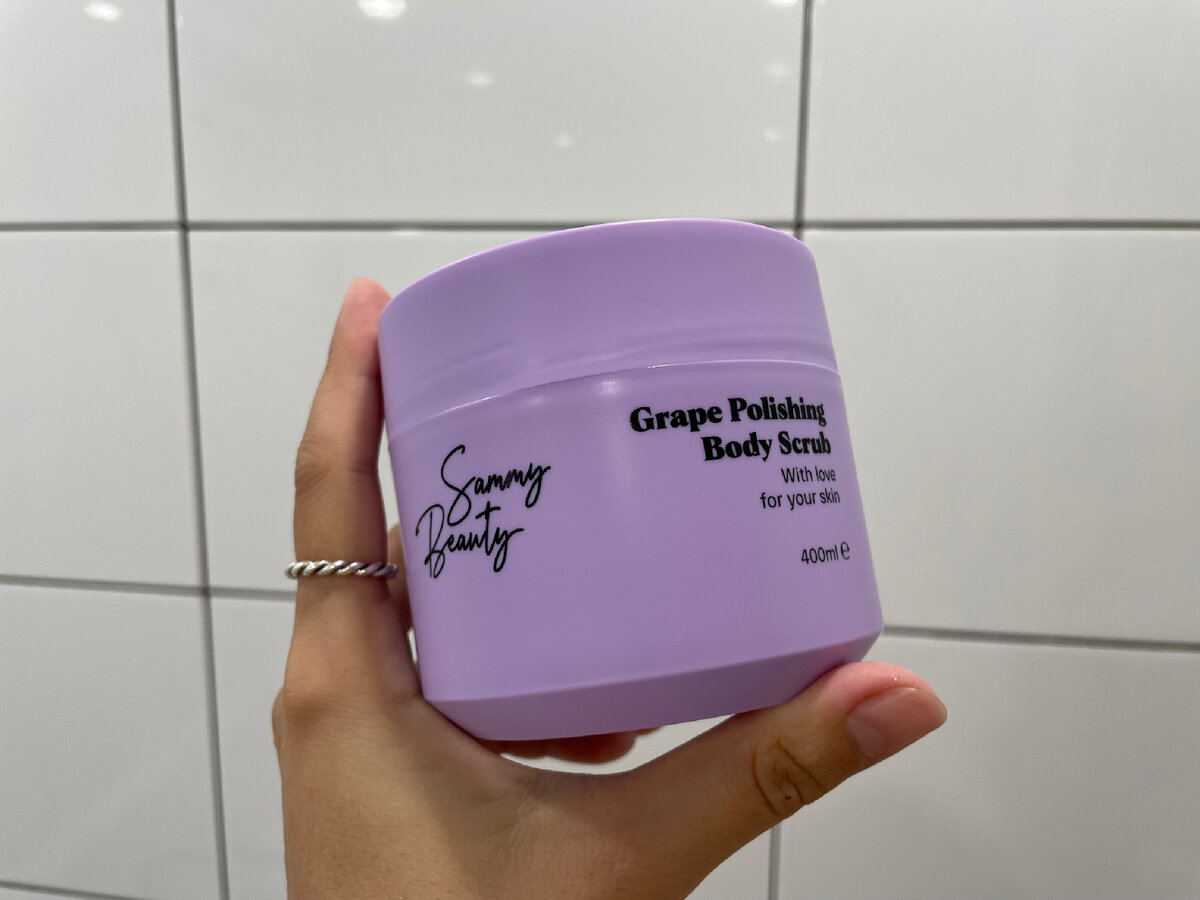 Sammy
Beauty
Grape Polishing
Body Scrub
With love
for your skin
400ml ℮